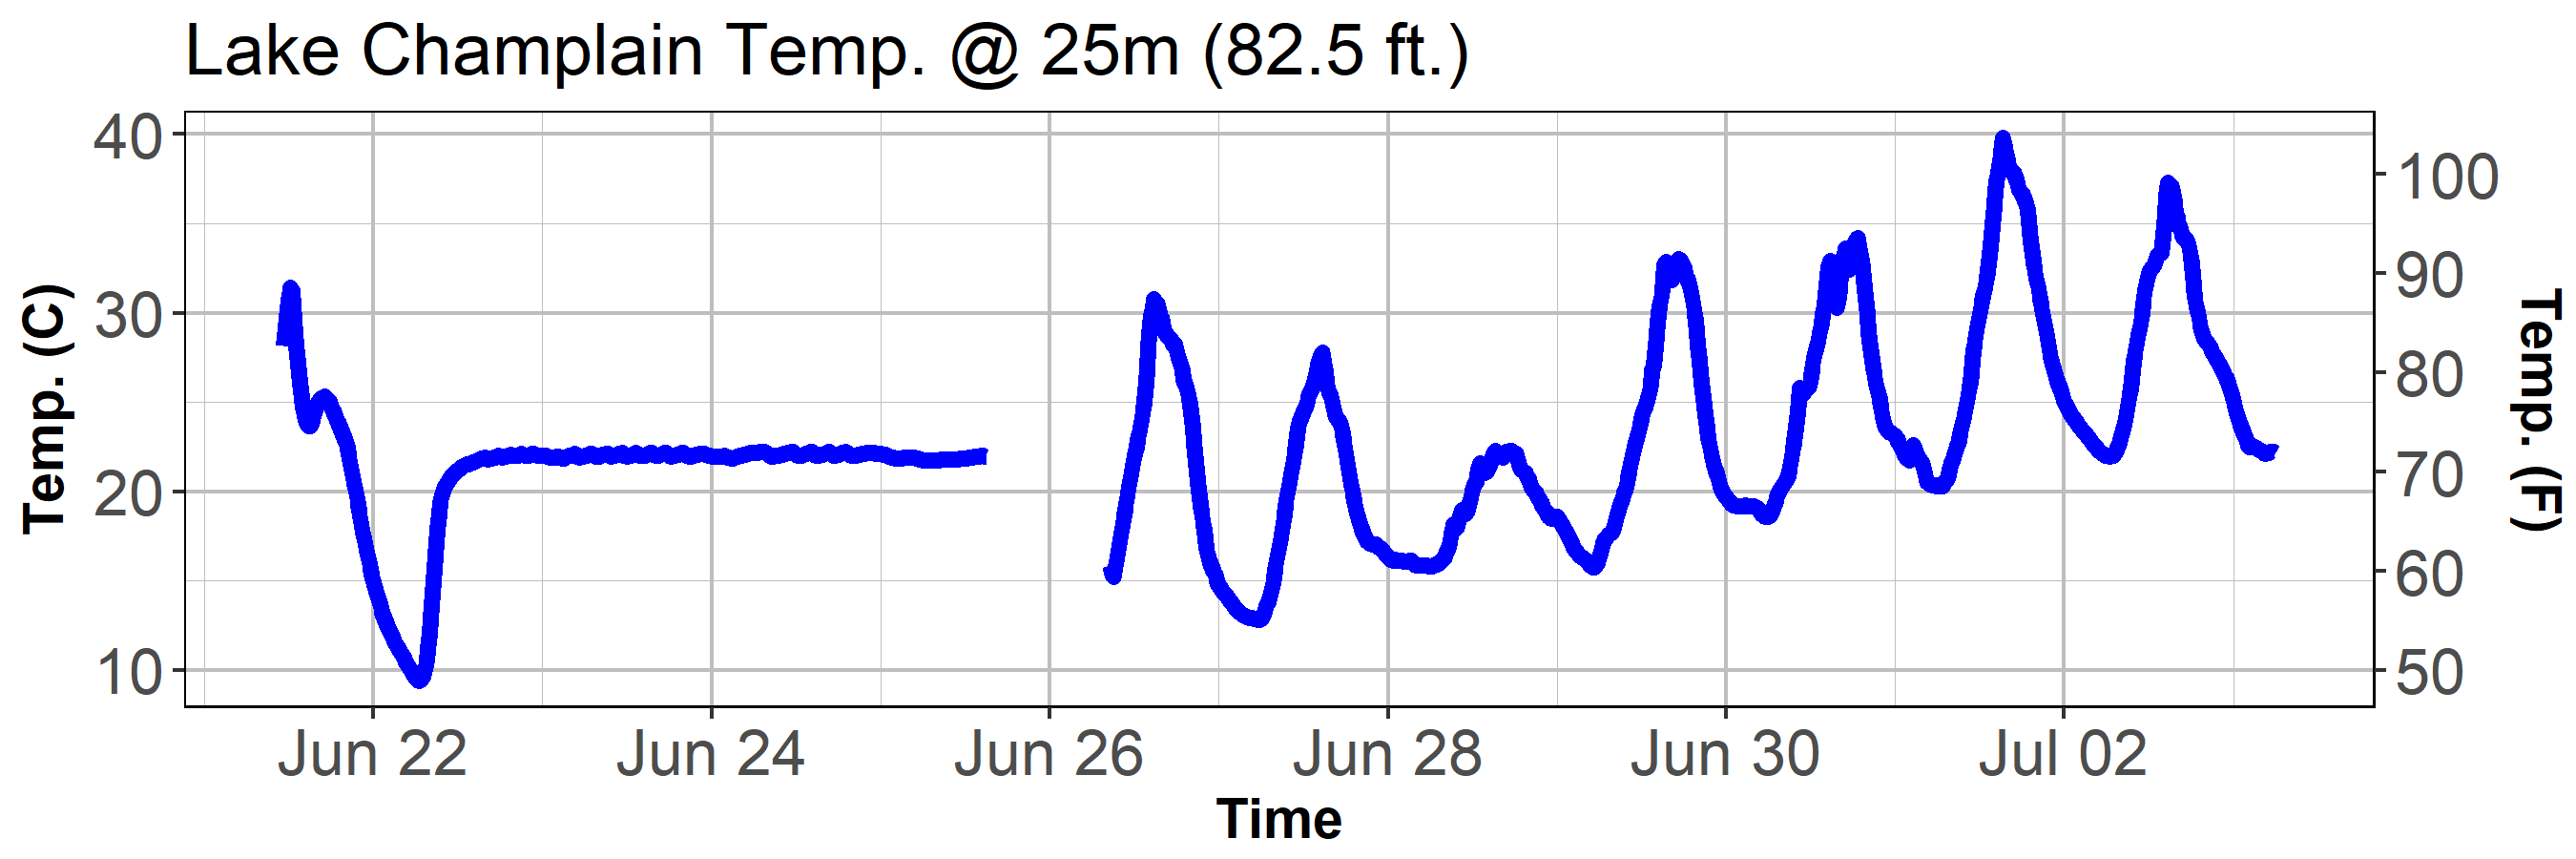 Lake Champlain Temp. @ 25m (82.5 ft.)
Temp. (C)
40
30
20
10
100
90
80
70
60
50
Temp. (F)
Jun 22 Jun 24 Jun 26 Jun 28 Jun 30 Jul 02
Time